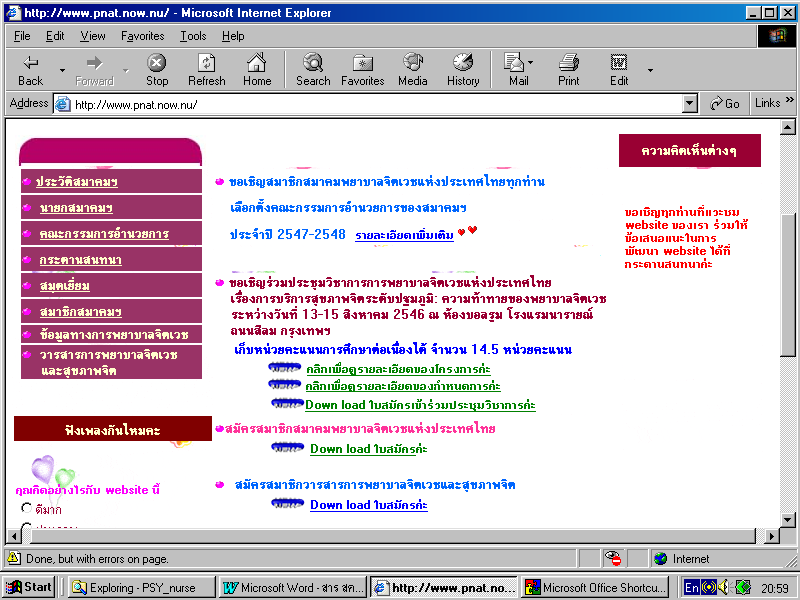 http://www.pnat.now.nu/ - Microsoft Internet Explorer
File Edit View Favorites Tools Help
Back Forward Stop Refresh Home Search Favorites Media History Mail Print Edit
Address http://www.pnat.now.nu/ Go Links »
ประวัติสมาคมฯ
นายกสมาคมฯ
คณะกรรมการอำนวยการ
กระดานสนทนา
สมุดเยี่ยม
สมาชิกสมาคมฯ
ข้อมูลทางการพยาบาลจิตเวช
วารสารการพยาบาลจิตเวช
และสุขภาพจิต
ฟังเพลงกันไหมคะ
คุณคิดอย่างไรกับ website นี้
ดีมาก
ขอเชิญสมาชิกสมาคมพยาบาลจิตเวชแห่งประเทศไทยทุกท่าน
เลือกตั้งคณะกรรมการอำนวยการของสมาคมฯ
ประจำปี 2547-2548 รายละเอียดเพิ่มเติม
ขอเชิญร่วมประชุมวิชาการการพยาบาลจิตเวชแห่งประเทศไทย
เรื่องการบริการสุขภาพจิตระดับปฐมภูมิ: ความท้าทายของพยาบาลจิตเวช
ระหว่างวันที่ 13-15 สิงหาคม 2546 ณ ห้องบอลรูม โรงแรมนารายณ์
ถนนสีลม กรุงเทพฯ
เก็บหน่วยคะแนนการศึกษาต่อเนื่องได้ จำนวน 14.5 หน่วยคะแนน
คลิกเพื่อดูรายละเอียดของโครงการค่ะ
คลิกเพื่อดูรายละเอียดของกำหนดการค่ะ
Down load ใบสมัครเข้าร่วมประชุมวิชาการค่ะ
สมัครสมาชิกสมาคมพยาบาลจิตเวชแห่งประเทศไทย
Down load ใบสมัครค่ะ
สมัครสมาชิกวารสารการพยาบาลจิตเวชและสุขภาพจิต
Down load ใบสมัครค่ะ
ความคิดเห็นต่างๆ
ขอเชิญทุกท่านที่แวะชม
website ของเรา ร่วมให้
ข้อเสนอแนะในการ
พัฒนา website ได้ที่
กระดานสนทนาค่ะ
Done, but with errors on page. Internet
Start Exploring - PSY_nurse Microsoft Word - สาร สภ... http://www.pnat.no... Microsoft Office Shortcu... En 20:59